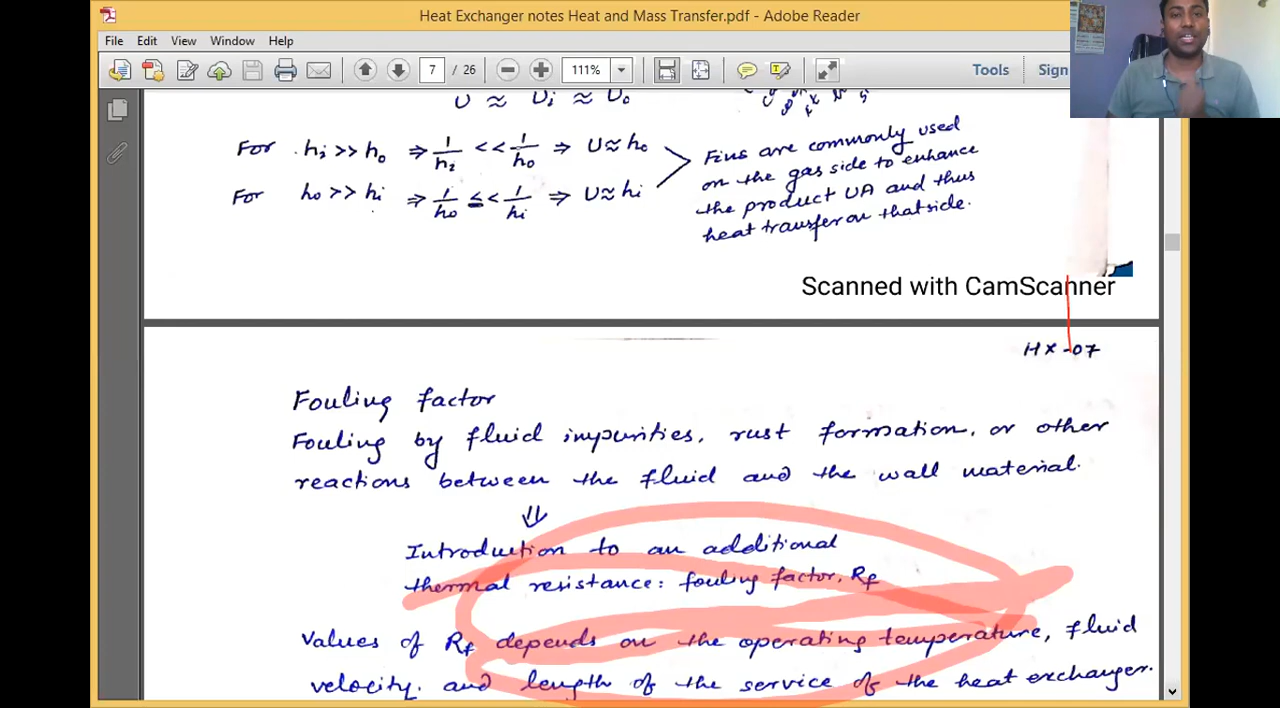 Heat Exchanger notes Heat and Mass Transfer.pdf - Adobe Reader
File Edit View Window Help
7 / 26 111% Tools Sign
U ≈ Ui ≈ Uo
For hi >> ho ⇒ 1/hi << 1/ho ⇒ U≈ho
For ho >> hi ⇒ 1/ho << 1/hi ⇒ U≈hi
Fins are commonly used
on the gas side to enhance
the product UA and thus
heat transfer on that side.
Scanned with CamScanner
HX-07
Fouling factor
Fouling by fluid impurities, rust formation, or other
reactions between the fluid and the wall material.
⇓
Introduction to an additional
thermal resistance: fouling factor, Rf
Values of Rf depends on the operating temperature, fluid
velocity. and length of the service of the heat exchanger.